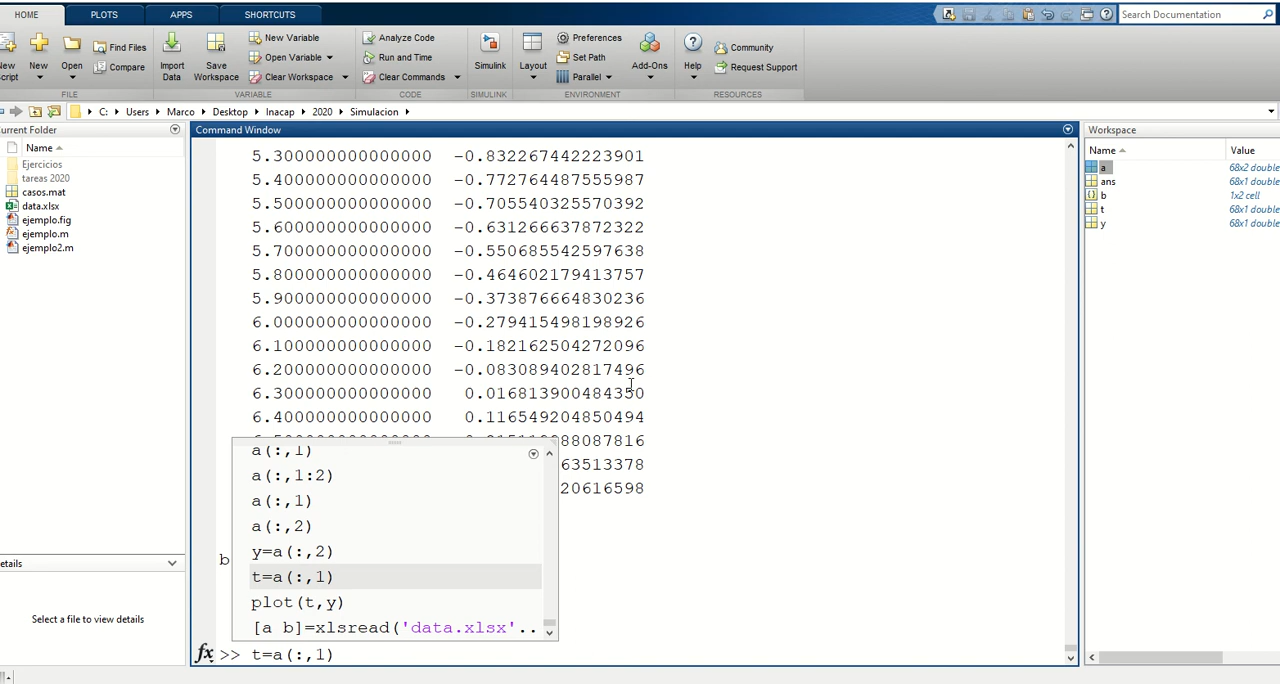 HOME PLOTS APPS SHORTCUTS Search Documentation
New Script New Open Find Files Compare Import Data Save Workspace New Variable Open Variable Clear Workspace Analyze Code Run and Time Clear Commands Simulink Layout Preferences Set Path Parallel Add-Ons Help Community Request Support
FILE VARIABLE CODE SIMULINK ENVIRONMENT RESOURCES
C: Users Marco Desktop Inacap 2020 Simulacion
urrent Folder
Name
Ejercicios
tareas 2020
casos.mat
data.xlsx
ejemplo.fig
ejemplo.m
ejemplo2.m
etails
Select a file to view details
Command Window
5.300000000000000 -0.832267442223901
5.400000000000000 -0.772764487555987
5.500000000000000 -0.705540325570392
5.600000000000000 -0.631266637872322
5.700000000000000 -0.550685542597638
5.800000000000000 -0.464602179413757
5.900000000000000 -0.373876664830236
6.000000000000000 -0.279415498198926
6.100000000000000 -0.182162504272096
6.200000000000000 -0.083089402817496
6.300000000000000 0.016813900484350
6.400000000000000 0.116549204850494
88087816
63513378
20616598
b
a(:,1)
a(:,1:2)
a(:,1)
a(:,2)
y=a(:,2)
t=a(:,1)
plot(t,y)
[a b]=xlsread('data.xlsx'..
fx >> t=a(:,1)
Workspace
Name Value
a 68x2 double
ans 68x1 double
b 1x2 cell
t 68x1 double
y 68x1 double